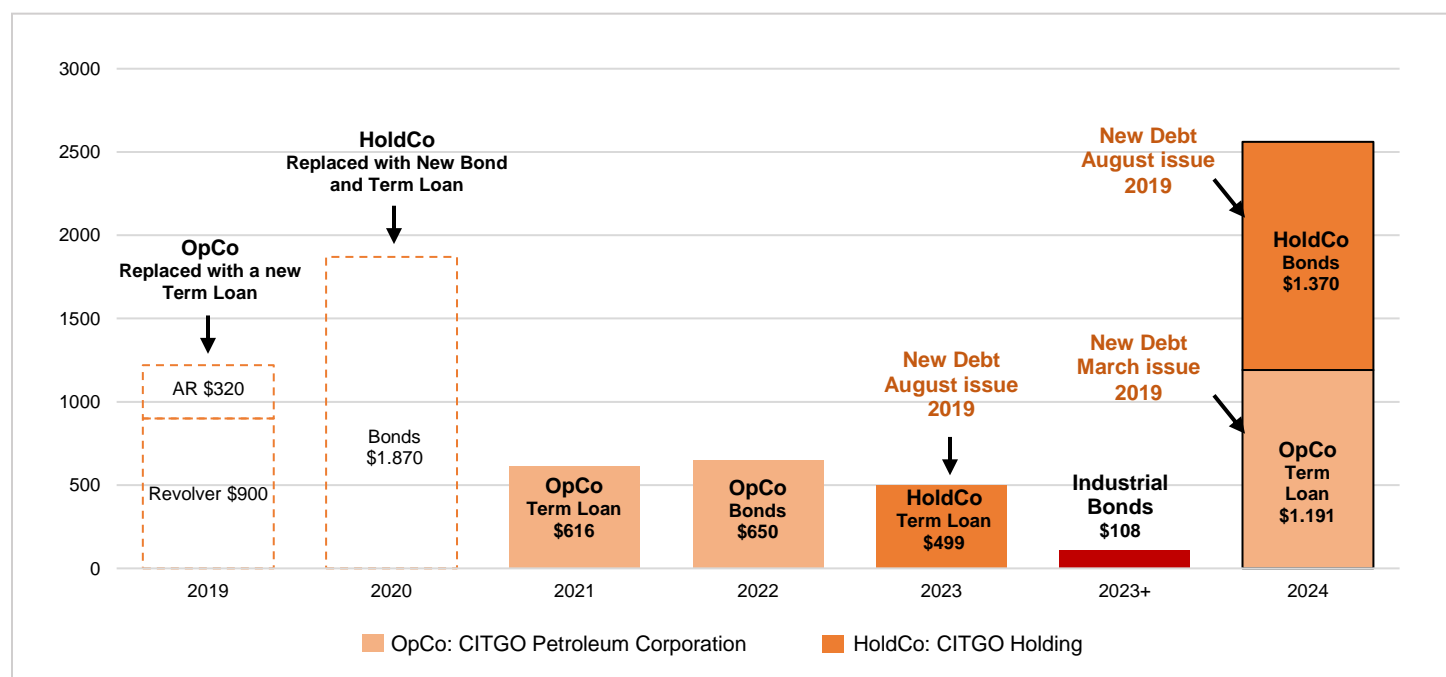 3000
2500
2000
1500
1000
500
0
OpCo
Replaced with a new
Term Loan
AR $320
Revolver $900
HoldCo
Replaced with New Bond
and Term Loan
Bonds
$1.870
OpCo
Term Loan
$616
OpCo
Bonds
$650
New Debt
August issue
2019
HoldCo
Term Loan
$499
Industrial
Bonds
$108
New Debt
August issue
2019
New Debt
March issue
2019
HoldCo
Bonds
$1.370
OpCo
Term
Loan
$1.191
2019
2020
2021
2022
2023
2023+
2024
OpCo: CITGO Petroleum Corporation
HoldCo: CITGO Holding